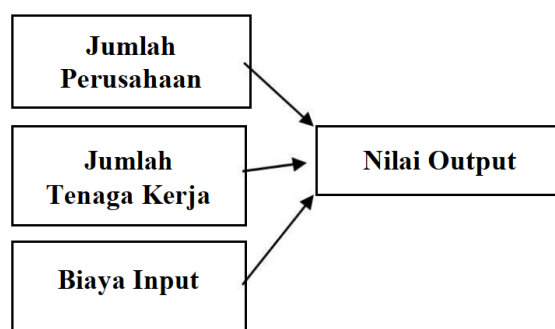 Jumlah
Perusahaan
Jumlah
Tenaga Kerja
Nilai Output
Biaya Input